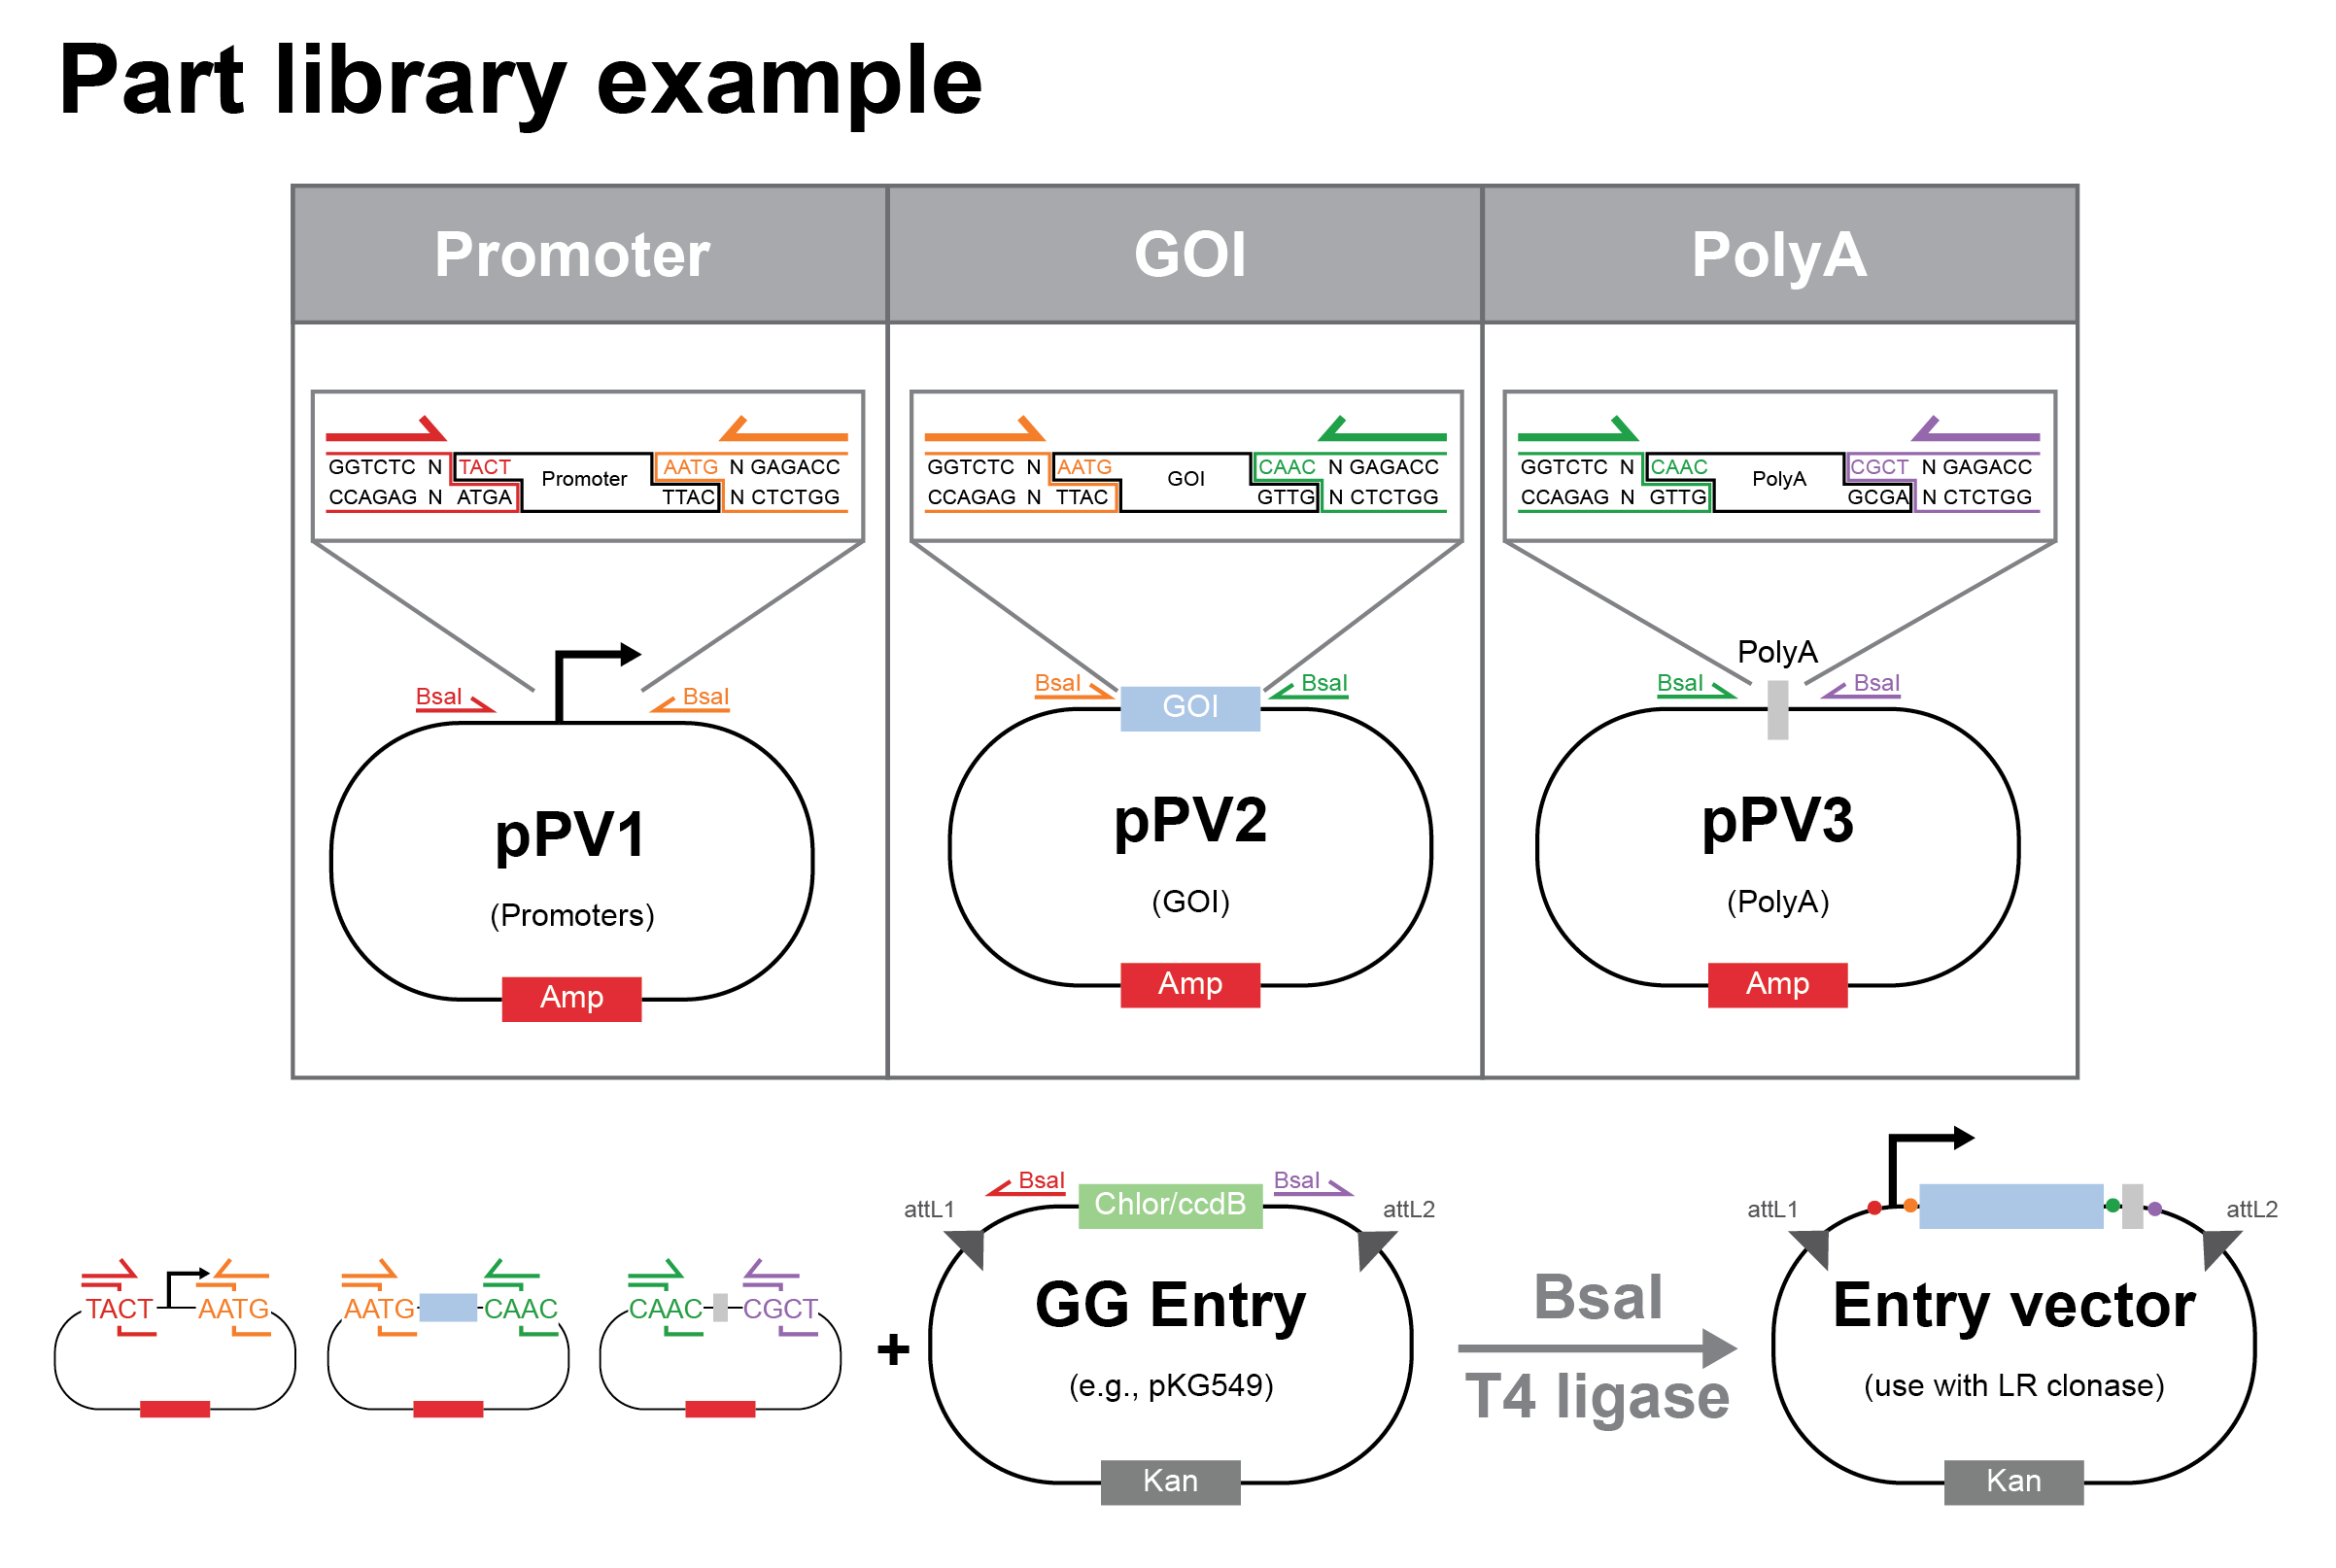 Part library example
Promoter
GOI
PolyA
GGTCTC N TACT Promoter AATG N GAGACC
CCAGAG N ATGA TTAC N CTCTGG
GGTCTC N AATG GOI CAAC N GAGACC
CCAGAG N TTAC GTTG N CTCTGG
GGTCTC N CAAC PolyA CGCT N GAGACC
CCAGAG N GTTG GCGA N CTCTGG
BsaI
BsaI
pPV1
(Promoters)
Amp
BsaI
GOI
BsaI
pPV2
(GOI)
Amp
PolyA
BsaI
BsaI
pPV3
(PolyA)
Amp
TACT
AATG
AATG
CAAC
CAAC
CGCT
+
attL1
BsaI
Chlor/ccdB
BsaI
attL2
GG Entry
(e.g., pKG549)
Kan
BsaI
T4 ligase
attL1
attL2
Entry vector
(use with LR clonase)
Kan